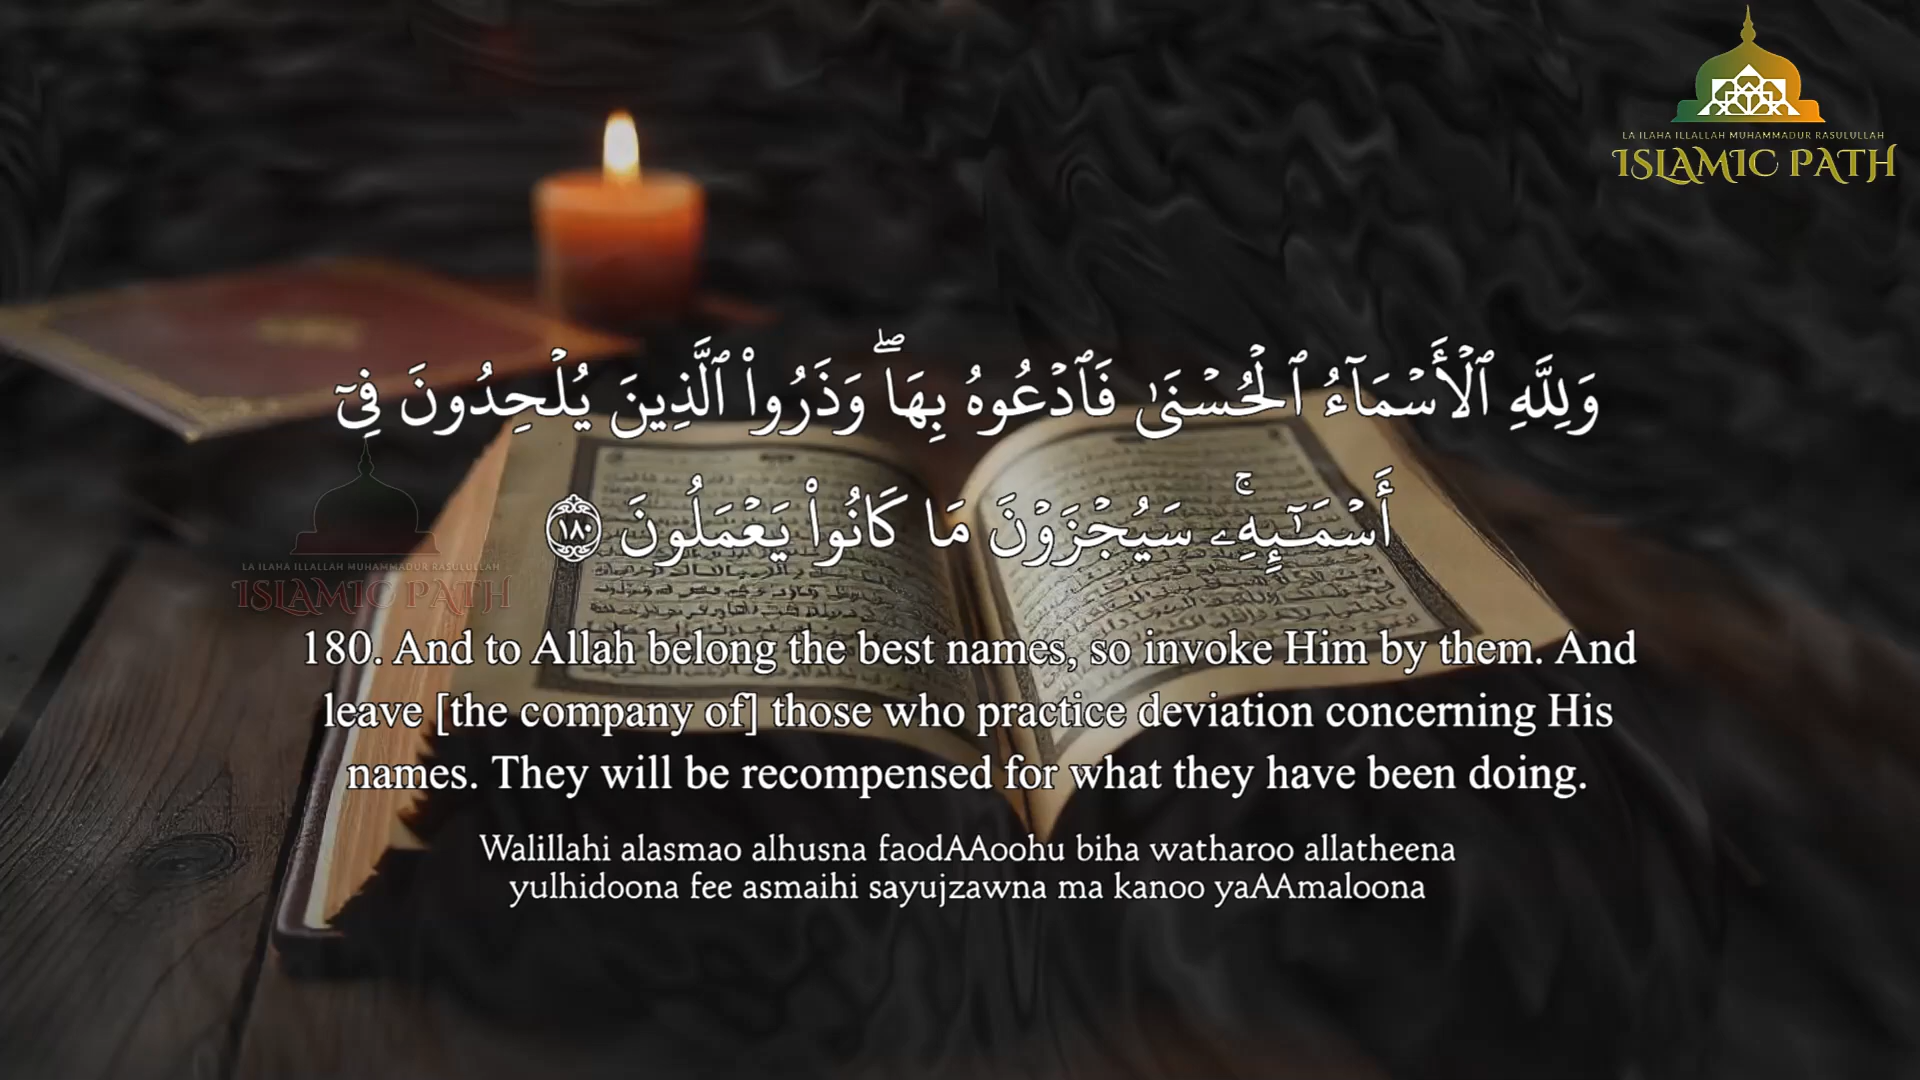 LA ILAHA ILLALLAH MUHAMMADUR RASULULLAH
ISLAMIC PATH
وَلِلَّهِ ٱلْأَسْمَآءُ ٱلْحُسْنَىٰ فَٱدْعُوهُ بِهَا ۖ وَذَرُوا۟ ٱلَّذِينَ يُلْحِدُونَ فِىٓ
أَسْمَـٰٓئِهِۦ ۚ سَيُجْزَوْنَ مَا كَانُوا۟ يَعْمَلُونَ ١٨٠
LA ILAHA ILLALLAH MUHAMMADUR RASULULLAH
ISLAMIC PATH
180. And to Allah belong the best names, so invoke Him by them. And
leave [the company of] those who practice deviation concerning His
names. They will be recompensed for what they have been doing.
Walillahi alasmao alhusna faodAAoohu biha watharoo allatheena
yulhidoona fee asmaihi sayujzawna ma kanoo yaAAmaloona